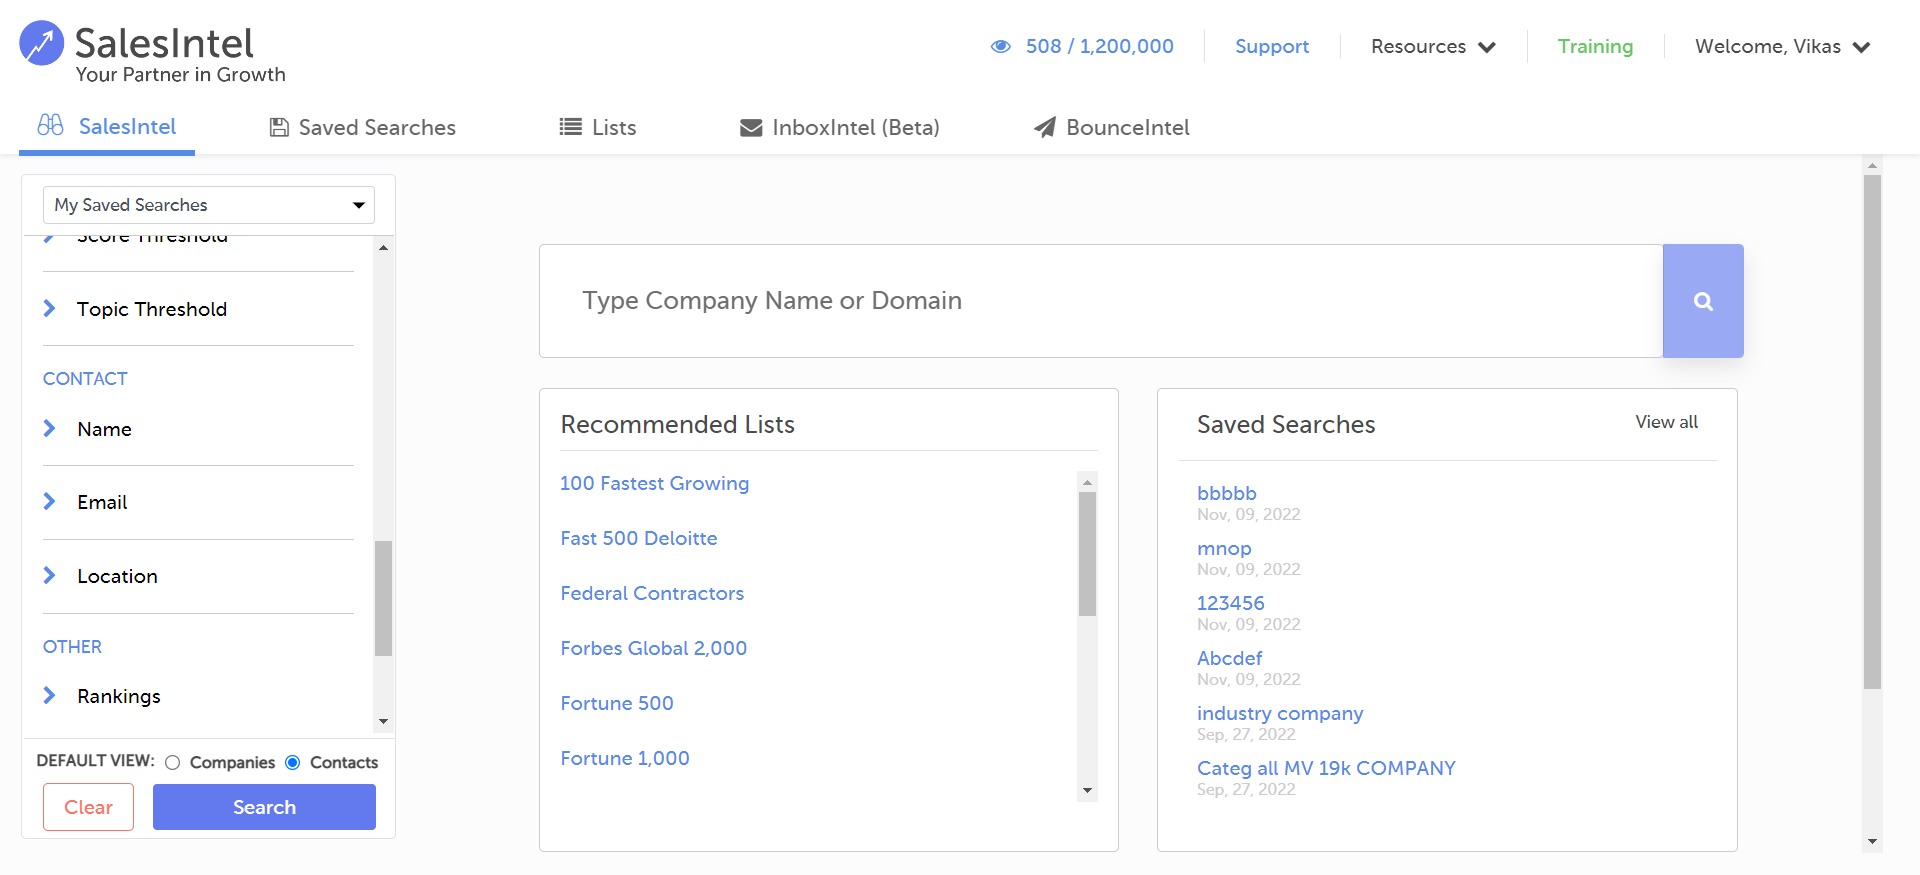 SalesIntel
Your Partner in Growth
508 / 1,200,000
Support
Resources
Training
Welcome, Vikas
SalesIntel
Saved Searches
Lists
InboxIntel (Beta)
BounceIntel
My Saved Searches
Score Threshold
Topic Threshold
CONTACT
Name
Email
Location
OTHER
Rankings
DEFAULT VIEW: Companies Contacts
Clear
Search
Type Company Name or Domain
Recommended Lists
100 Fastest Growing
Fast 500 Deloitte
Federal Contractors
Forbes Global 2,000
Fortune 500
Fortune 1,000
Saved Searches
View all
bbbbb
Nov, 09, 2022
mnop
Nov, 09, 2022
123456
Nov, 09, 2022
Abcdef
Nov, 09, 2022
industry company
Sep, 27, 2022
Categ all MV 19k COMPANY
Sep, 27, 2022